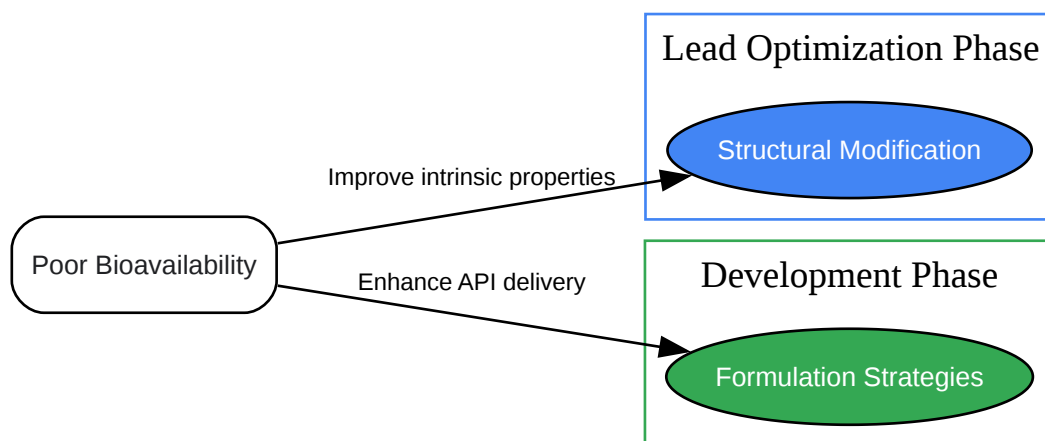 Lead Optimization Phase
Structural Modification
Improve intrinsic properties
Poor Bioavailability
Enhance API delivery
Development Phase
Formulation Strategies